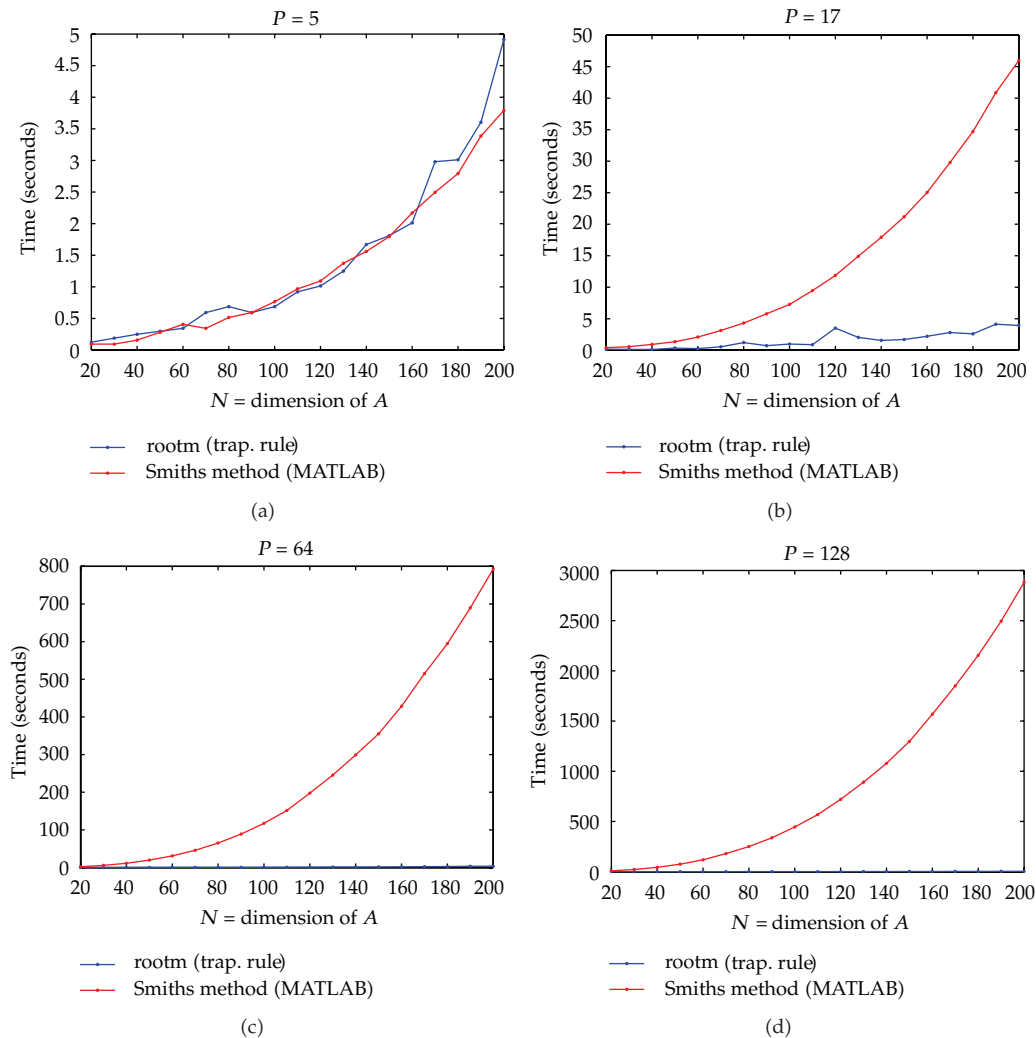 P = 5
5
4.5
4
3.5
3
2.5
2
1.5
1
0.5
0
Time (seconds)
20 40 60 80 100 120 140 160 180 200
N = dimension of A
rootm (trap. rule)
Smiths method (MATLAB)
(a)
P = 17
50
45
40
35
30
25
20
15
10
5
0
Time (seconds)
20 40 60 80 100 120 140 160 180 200
N = dimension of A
rootm (trap. rule)
Smiths method (MATLAB)
(b)
P = 64
800
700
600
500
400
300
200
100
0
Time (seconds)
20 40 60 80 100 120 140 160 180 200
N = dimension of A
rootm (trap. rule)
Smiths method (MATLAB)
(c)
P = 128
3000
2500
2000
1500
1000
500
0
Time (seconds)
20 40 60 80 100 120 140 160 180 200
N = dimension of A
rootm (trap. rule)
Smiths method (MATLAB)
(d)